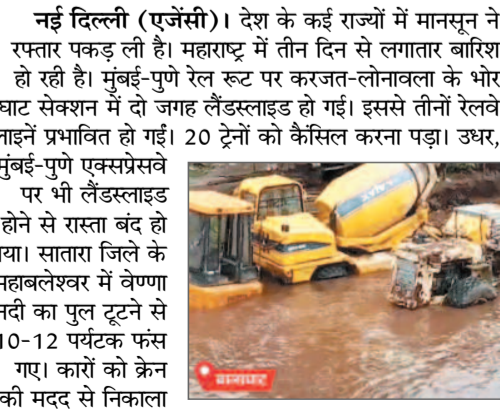 नई दिल्ली (एजेंसी)। देश के कई राज्यों में मानसून ने
रफ्तार पकड़ ली है। महाराष्ट्र में तीन दिन से लगातार बारिश
हो रही है। मुंबई-पुणे रेल रूट पर करजत-लोनावला के भोर
घाट सेक्शन में दो जगह लैंडस्लाइड हो गई। इससे तीनों रेलवे
लाइनें प्रभावित हो गईं। 20 ट्रेनों को कैंसिल करना पड़ा। उधर,
मुंबई-पुणे एक्सप्रेसवे
पर भी लैंडस्लाइड
होने से रास्ता बंद हो
गया। सातारा जिले के
महाबलेश्वर में वेण्णा
नदी का पुल टूटने से
10-12 पर्यटक फंस
गए। कारों को क्रेन
की मदद से निकाला
बालाघाट